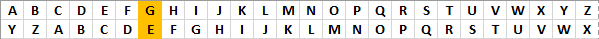 A B C D E F G H I J K L M N O P Q R S T U V W X Y Z
Y Z A B C D E F G H I J K L M N O P Q R S T U V W X